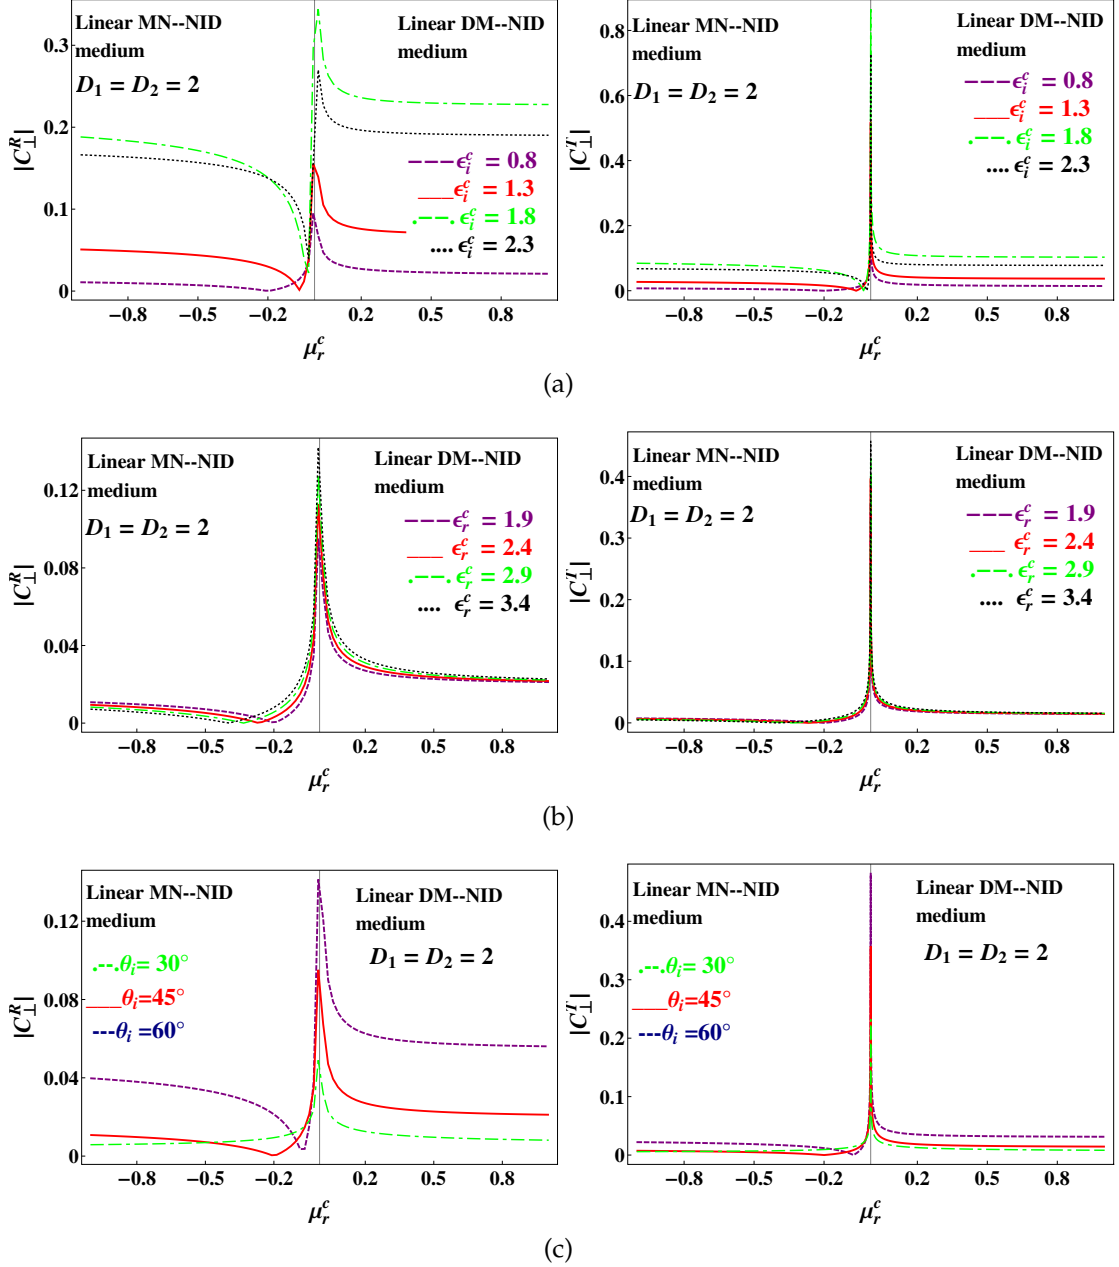 Linear MN--NID
medium
Linear DM--NID
medium
D₁ = D₂ = 2
---ϵᵢᶜ = 0.8
___ϵᵢᶜ = 1.3
.--.ϵᵢᶜ = 1.8
....ϵᵢᶜ = 2.3
|C⊥ᴿ|
0.3
0.2
0.1
0
−0.8 −0.5 −0.2 0.2 0.5 0.8
μᵣᶜ
Linear MN--NID
medium
Linear DM--NID
medium
D₁ = D₂ = 2
---ϵᵢᶜ = 0.8
___ϵᵢᶜ = 1.3
.--.ϵᵢᶜ = 1.8
....ϵᵢᶜ = 2.3
|C⊥ᵀ|
0.8
0.6
0.4
0.2
0
−0.8 −0.5 −0.2 0.2 0.5 0.8
μᵣᶜ
(a)
Linear MN--NID
medium
Linear DM--NID
medium
D₁ = D₂ = 2
---ϵᵣᶜ = 1.9
___ ϵᵣᶜ = 2.4
.--.ϵᵣᶜ = 2.9
.... ϵᵣᶜ = 3.4
|C⊥ᴿ|
0.12
0.08
0.04
0
−0.8 −0.5 −0.2 0.2 0.5 0.8
μᵣᶜ
Linear MN--NID
medium
Linear DM--NID
medium
D₁ = D₂ = 2
---ϵᵣᶜ = 1.9
___ ϵᵣᶜ = 2.4
.--.ϵᵣᶜ = 2.9
.... ϵᵣᶜ = 3.4
|C⊥ᵀ|
0.4
0.3
0.2
0.1
0
−0.8 −0.5 −0.2 0.2 0.5 0.8
μᵣᶜ
(b)
Linear MN--NID
medium
Linear DM--NID
medium
D₁ = D₂ = 2
.--.θᵢ= 30°
___θᵢ=45°
---θᵢ =60°
|C⊥ᴿ|
0.12
0.08
0.04
0
−0.8 −0.5 −0.2 0.2 0.5 0.8
μᵣᶜ
Linear MN--NID
medium
Linear DM--NID
medium
D₁ = D₂ = 2
.--.θᵢ= 30°
___θᵢ=45°
---θᵢ =60°
|C⊥ᵀ|
0.4
0.3
0.2
0.1
0
−0.8 −0.5 −0.2 0.2 0.5 0.8
μᵣᶜ
(c)